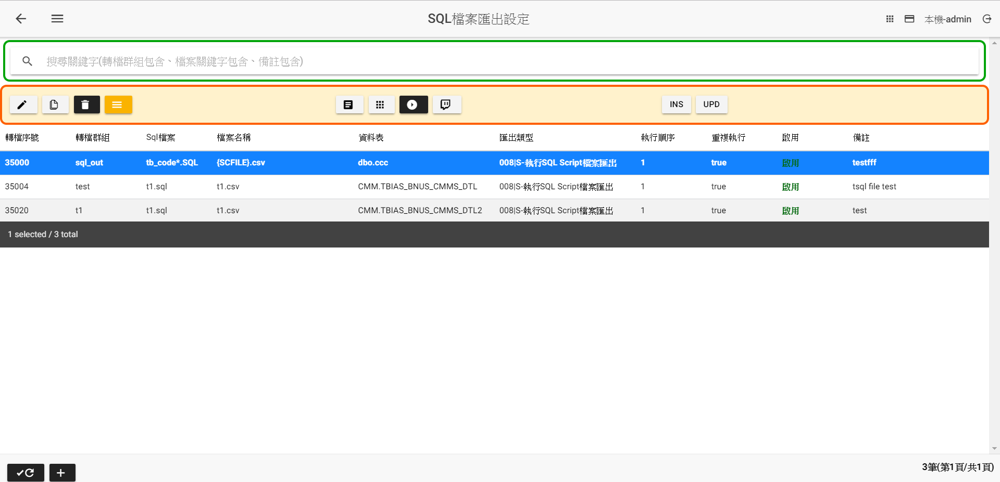 SQL檔案匯出設定
本機-admin
搜尋關鍵字(轉檔群組包含、檔案關鍵字包含、備註包含)
INS UPD
轉檔序號 轉檔群組 Sql檔案 檔案名稱 資料表 匯出類型 執行順序 重複執行 啟用 備註
35000 sql_out tb_code*.SQL {SCFILE}.csv dbo.ccc 008|S-執行SQL Script檔案匯出 1 true 啟用 testfff
35004 test t1.sql t1.csv CMM.TBIAS_BNUS_CMMS_DTL 008|S-執行SQL Script檔案匯出 1 true 啟用 tsql file test
35020 t1 t1.sql t1.csv CMM.TBIAS_BNUS_CMMS_DTL2 008|S-執行SQL Script檔案匯出 1 true 啟用 test
1 selected / 3 total
3筆(第1頁/共1頁)